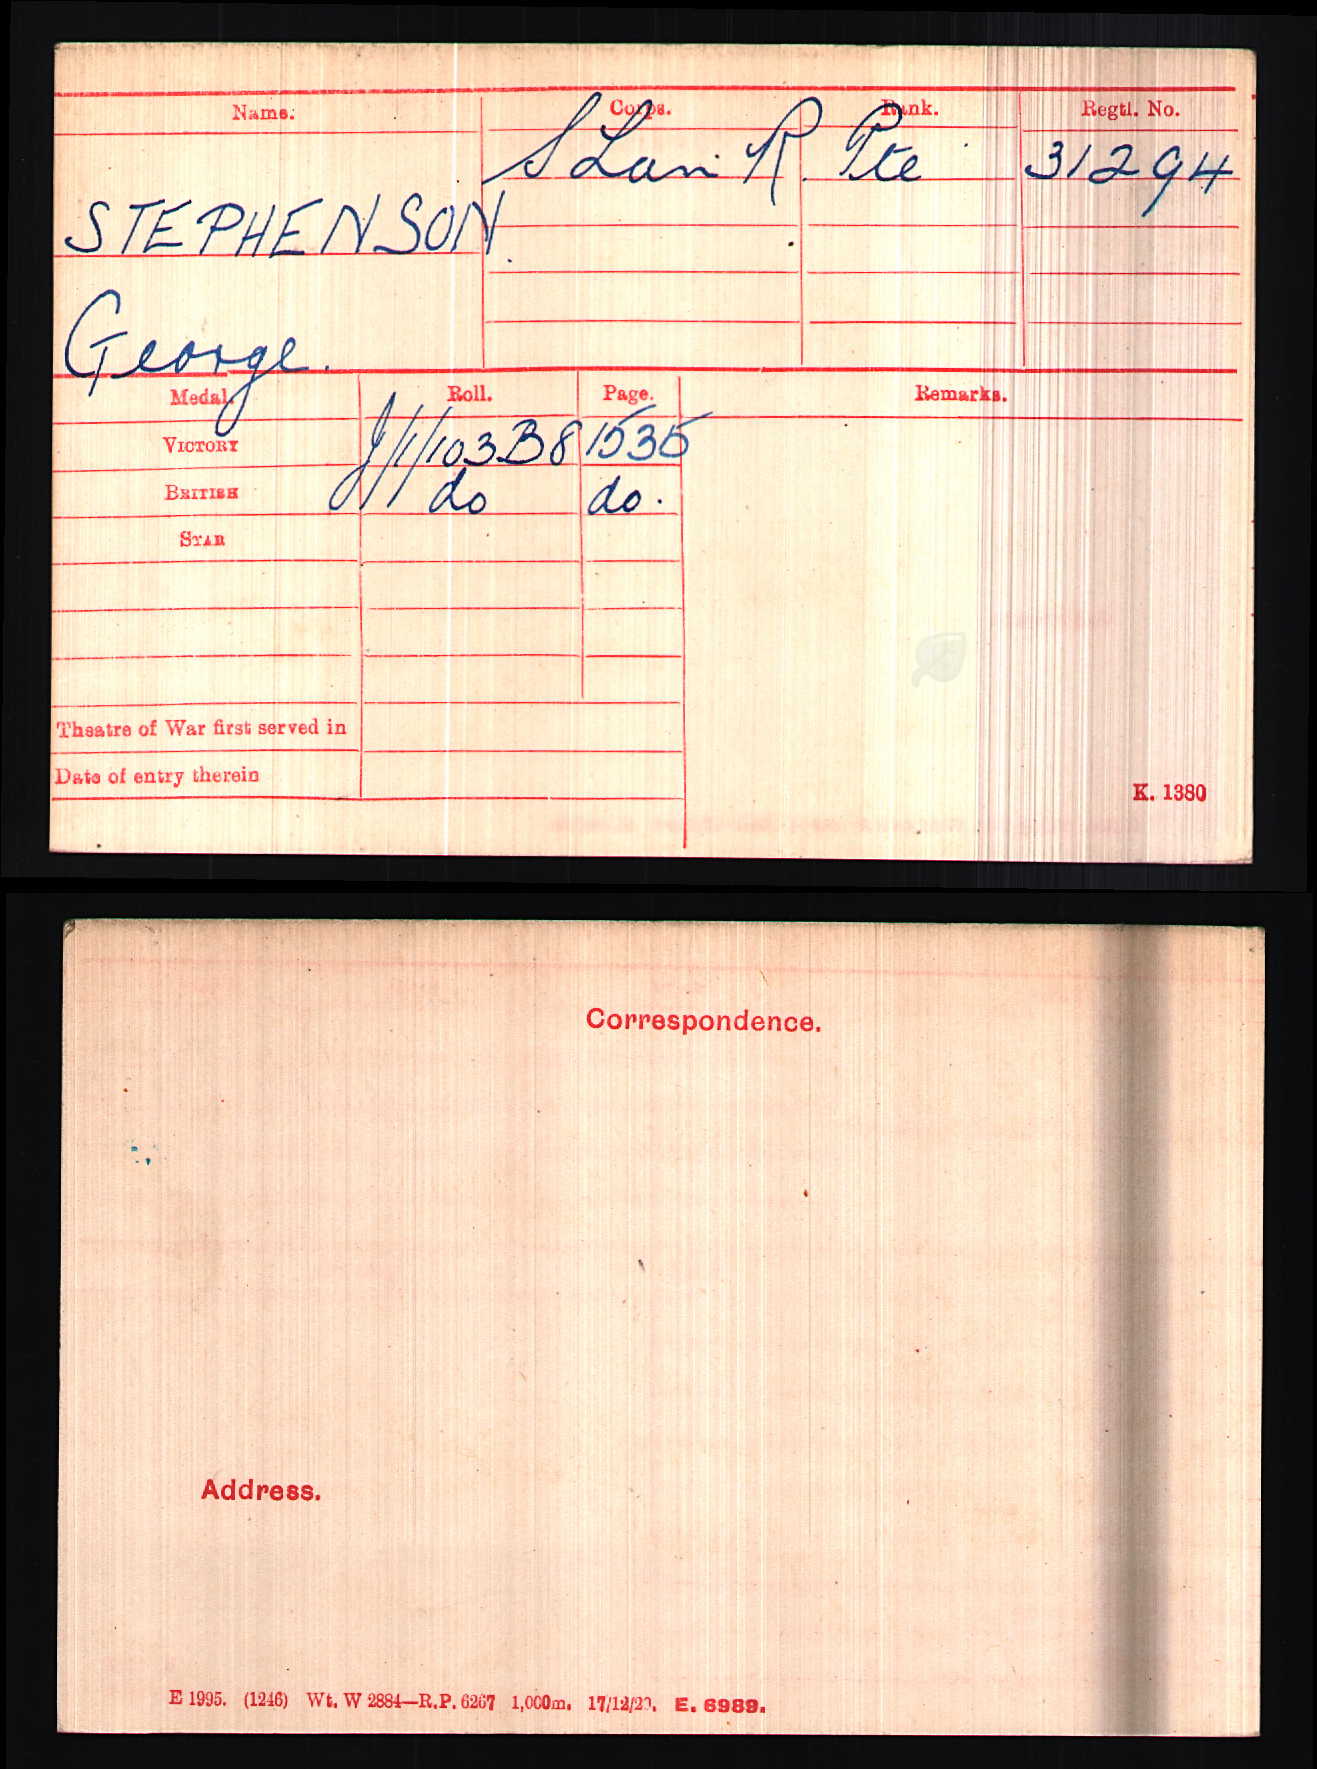 Name. Corps. Rank. Regtl. No.
S Lan R. Pte 31294
STEPHENSON.
George.
Medal. Roll. Page. Remarks.
VICTORY J/1/103B8 1535
BRITISH do do.
STAR
Theatre of War first served in
Date of entry therein
K. 1380
Correspondence.
Address.
E 1995. (1246) Wt. W 2884—R.P. 6267 1,000m. E. 6989.